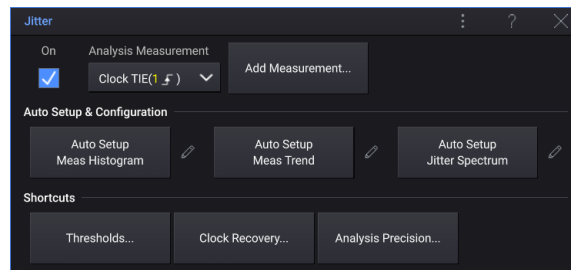 Jitter
?
On
Analysis Measurement
Clock TIE(1 )
Add Measurement...
Auto Setup & Configuration
Auto Setup
Meas Histogram
Auto Setup
Meas Trend
Auto Setup
Jitter Spectrum
Shortcuts
Thresholds...
Clock Recovery...
Analysis Precision...